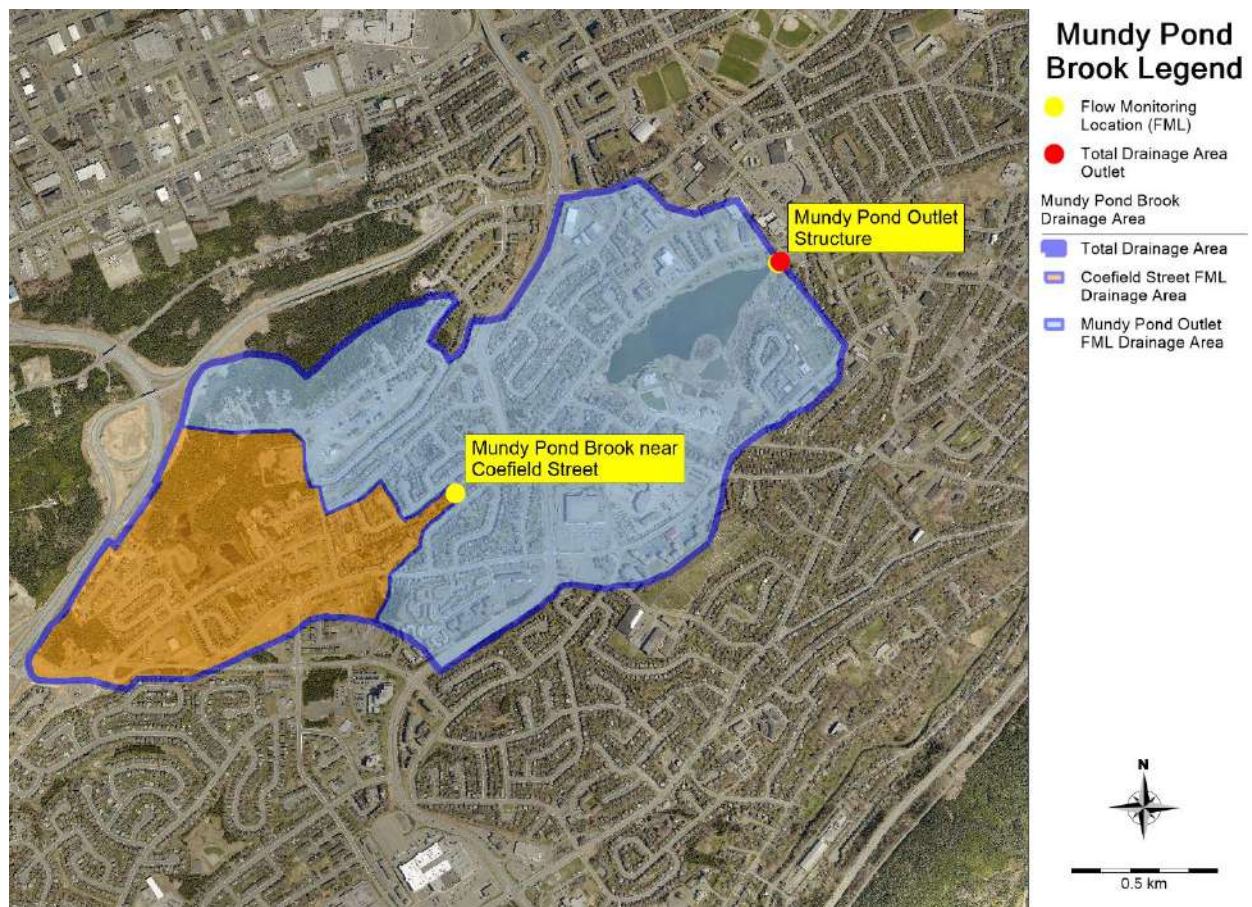 Mundy Pond
Brook Legend
Flow Monitoring
Location (FML)
Total Drainage Area
Outlet
Mundy Pond Brook
Drainage Area
Total Drainage Area
Coefield Street FML
Drainage Area
Mundy Pond Outlet
FML Drainage Area
Mundy Pond Outlet
Structure
Mundy Pond Brook near
Coefield Street
N
0.5 km